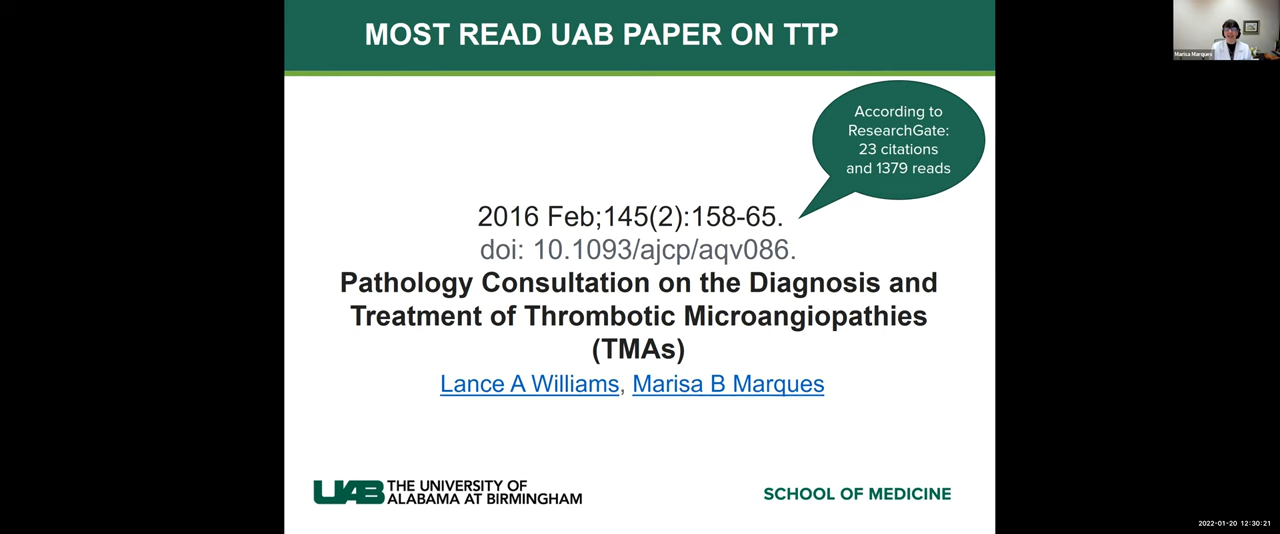 MOST READ UAB PAPER ON TTP
Marisa Marques
According to
ResearchGate:
23 citations
and 1379 reads
2016 Feb;145(2):158-65.
doi: 10.1093/ajcp/aqv086.
Pathology Consultation on the Diagnosis and
Treatment of Thrombotic Microangiopathies
(TMAs)
Lance A Williams, Marisa B Marques
UAB THE UNIVERSITY OF
ALABAMA AT BIRMINGHAM
SCHOOL OF MEDICINE
2022-01-20 12:30:21